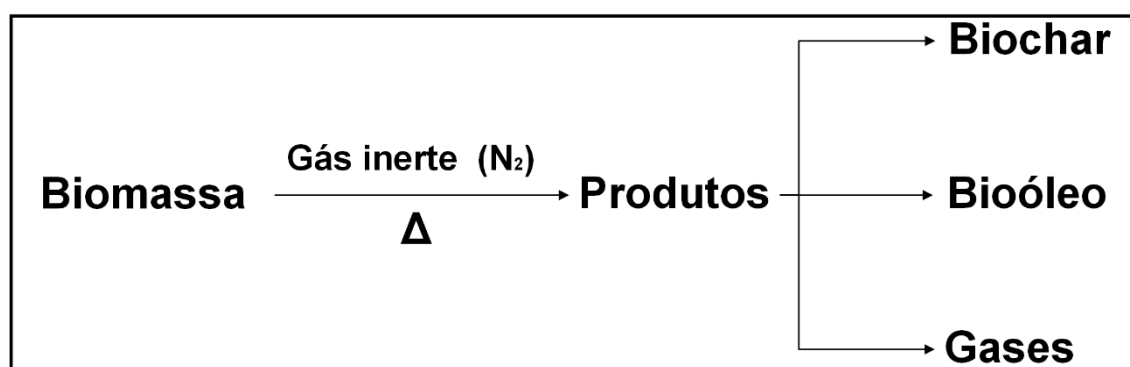 Biochar
Gás inerte (N₂)
Biomassa
Δ
Produtos
Bioóleo
Gases